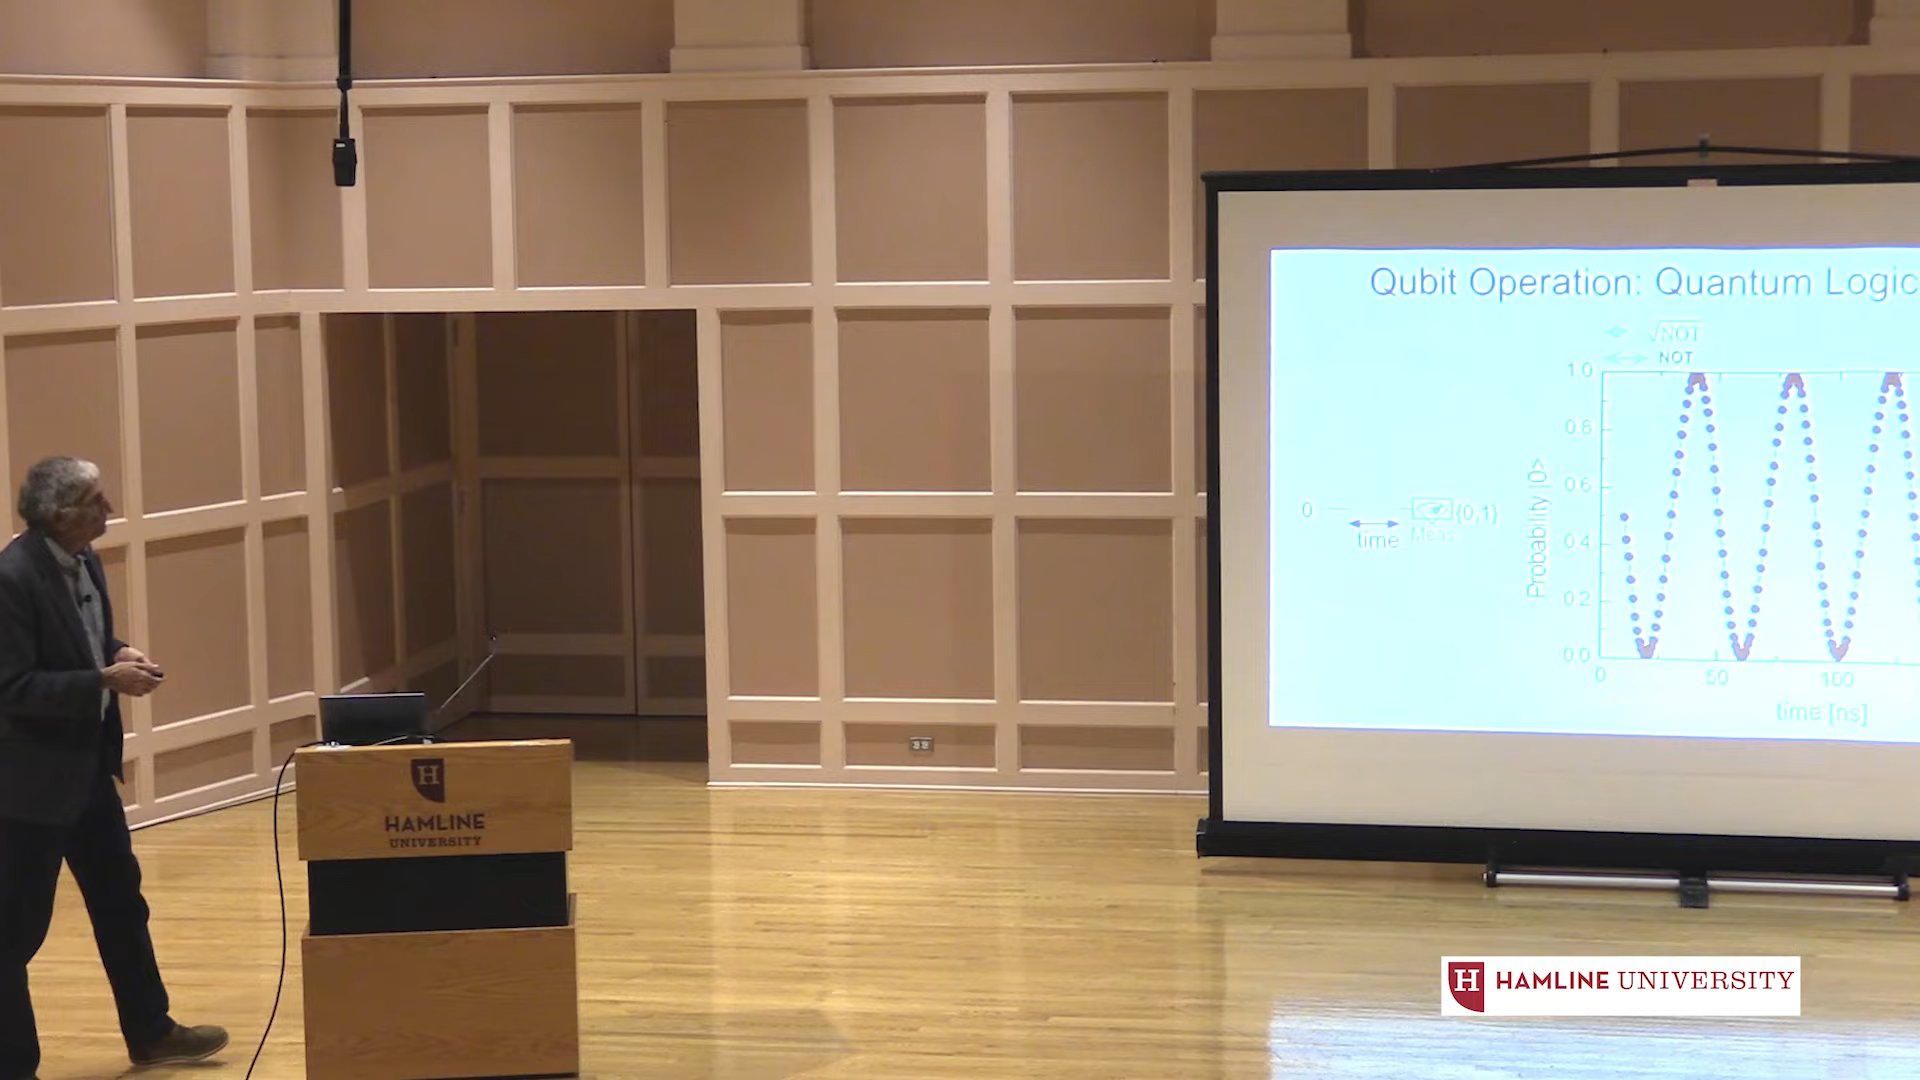 Qubit Operation: Quantum Logic
√NOT
NOT
1.0
0.8
0.6
0.4
0.2
0.0
Probability |0>
0
50
100
time [ns]
0
time
{0,1}
Meas
H
HAMLINE
UNIVERSITY
H HAMLINE UNIVERSITY